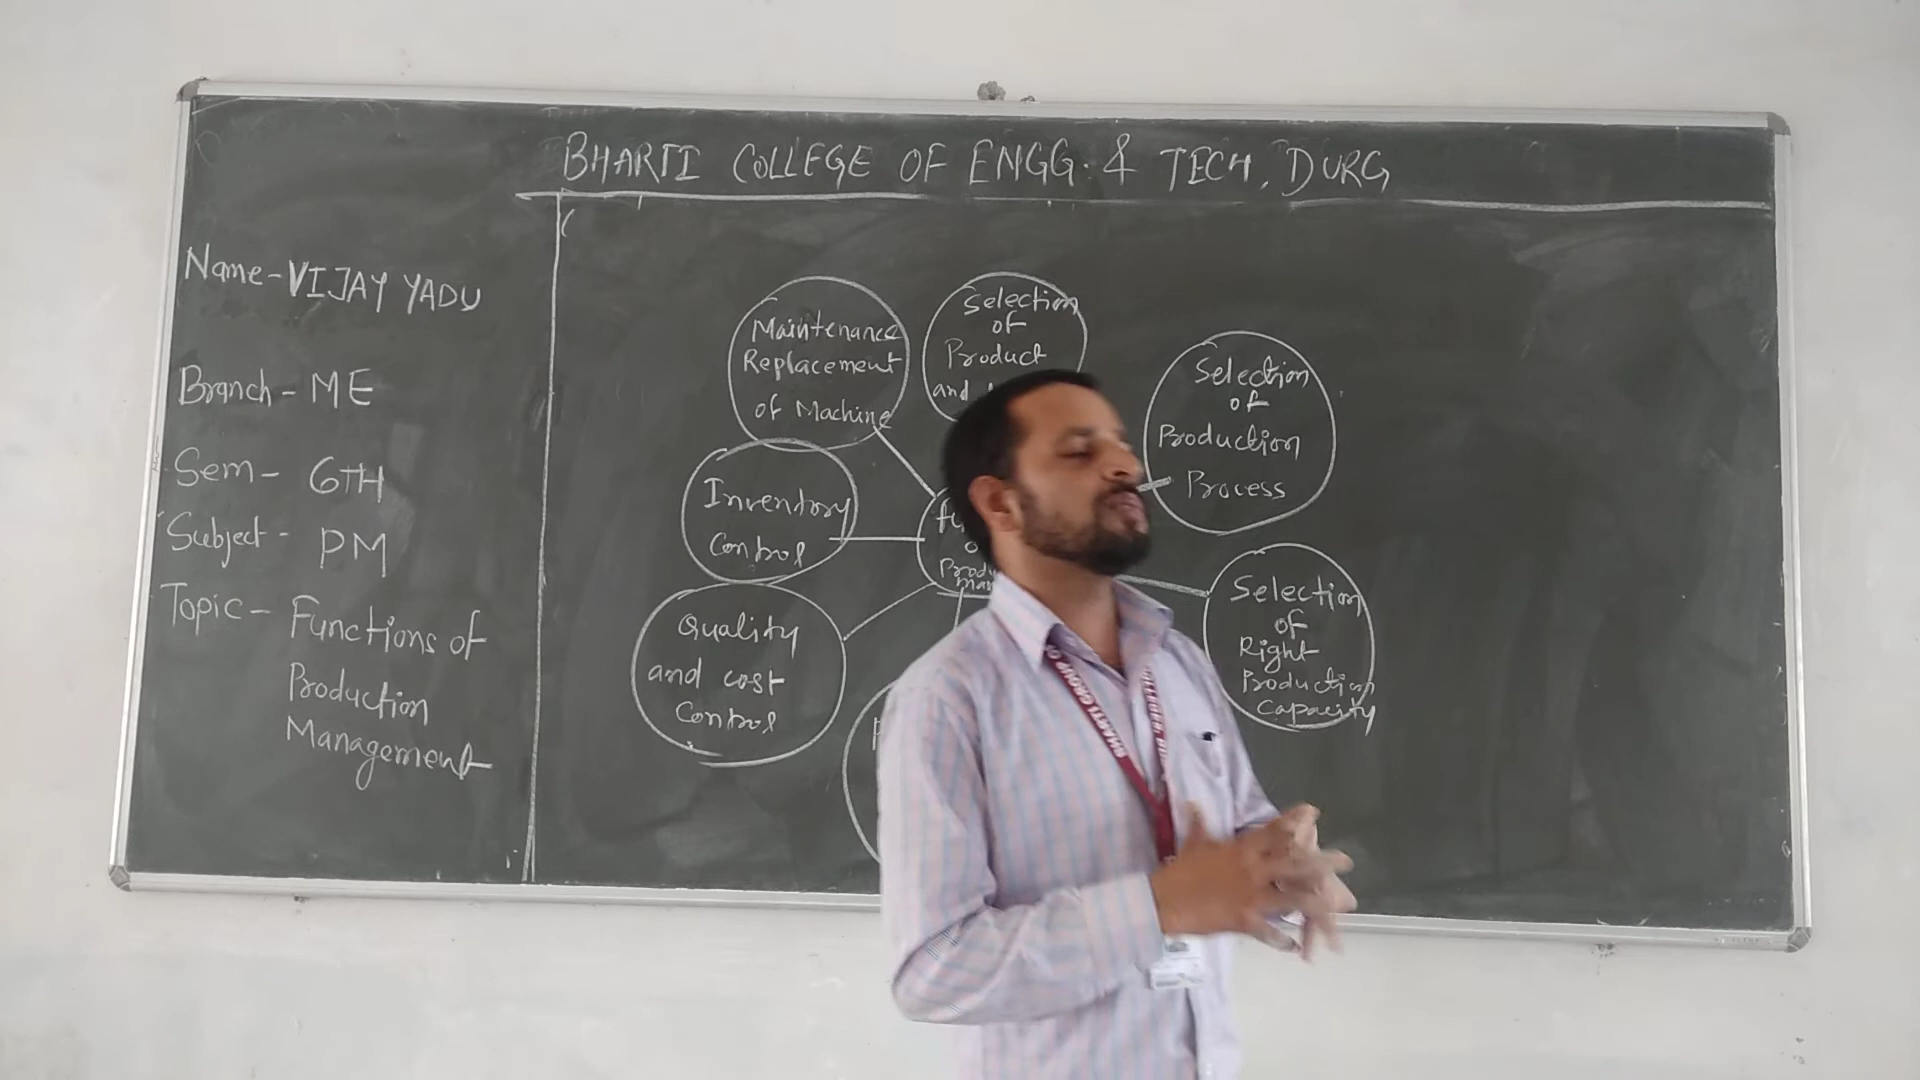 BHARTI COLLEGE OF ENGG. & TECH, DURG
Name - VIJAY YADU
Branch - ME
Sem - 6TH
Subject - PM
Topic - Functions of
Production
Management
Maintenance
Replacement
of Machine
Selection
of
Product
and
Selection
of
Production
Process
Inventory
Control
Quality
and cost
Control
Selection
of
Right
Production
Capacity
BHARTI GROUP